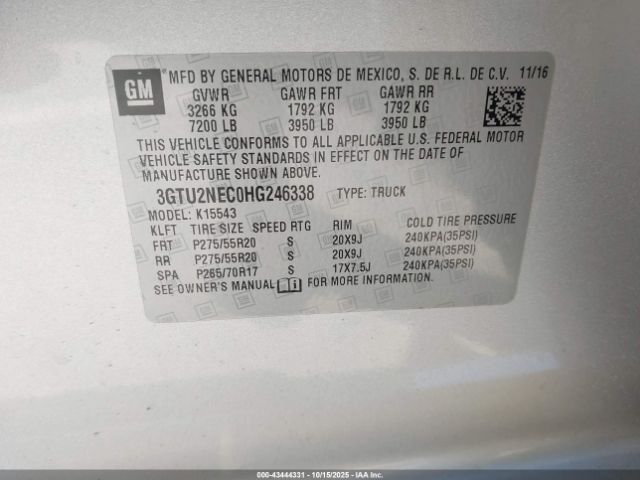 GM
*MFD BY GENERAL MOTORS DE MEXICO, S. DE R.L. DE C.V. 11/16
GVWR GAWR FRT GAWR RR
3266 KG 1792 KG 1792 KG
7200 LB 3950 LB 3950 LB
THIS VEHICLE CONFORMS TO ALL APPLICABLE U.S. FEDERAL MOTOR
VEHICLE SAFETY STANDARDS IN EFFECT ON THE DATE OF
MANUFACTURE SHOWN ABOVE.
3GTU2NEC0HG246338 TYPE: TRUCK
MODEL: K15543
KLFT TIRE SIZE SPEED RTG RIM COLD TIRE PRESSURE
FRT P275/55R20 S 20X9J 240KPA(35PSI)
RR P275/55R20 S 20X9J 240KPA(35PSI)
SPA P265/70R17 S 17X7.5J 240KPA(35PSI)
SEE OWNER'S MANUAL FOR MORE INFORMATION.
000-43444331 - 10/15/2025 - IAA Inc.